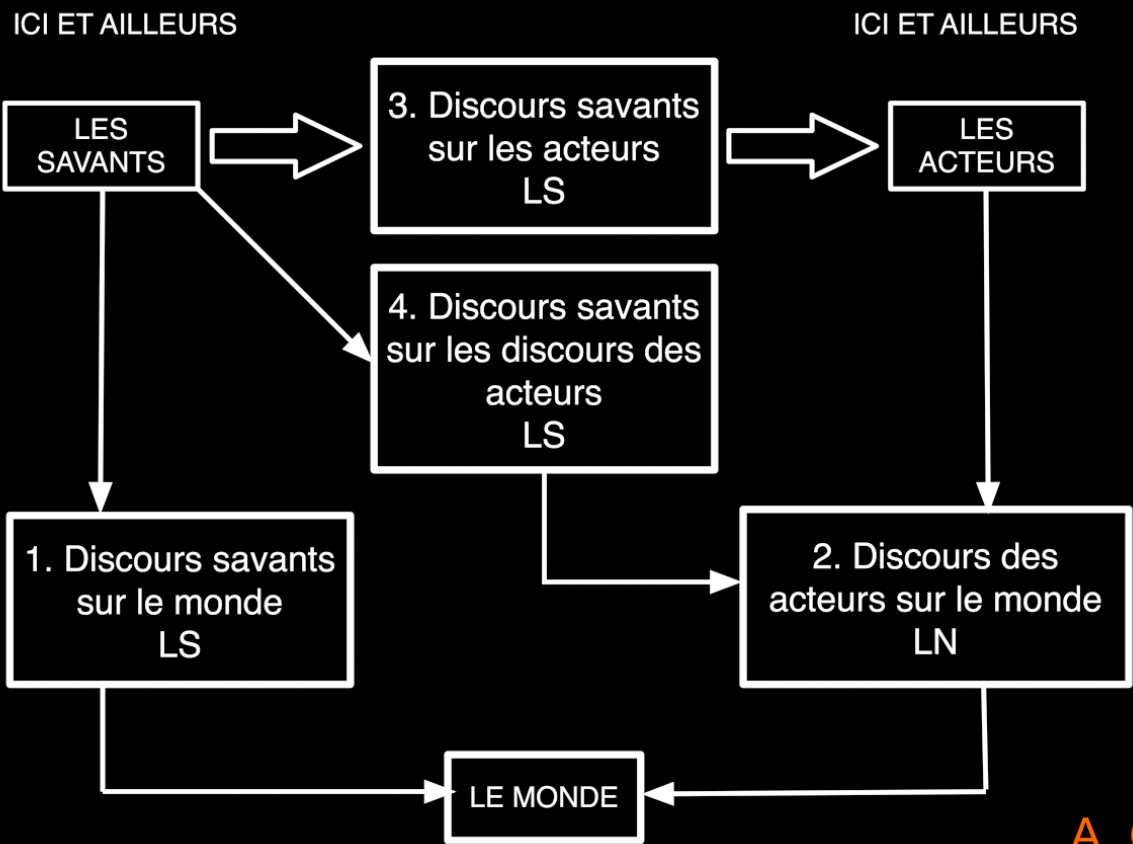 ICI ET AILLEURS
ICI ET AILLEURS
LES
SAVANTS
3. Discours savants
sur les acteurs
LS
LES
ACTEURS
4. Discours savants
sur les discours des
acteurs
LS
1. Discours savants
sur le monde
LS
2. Discours des
acteurs sur le monde
LN
LE MONDE
A